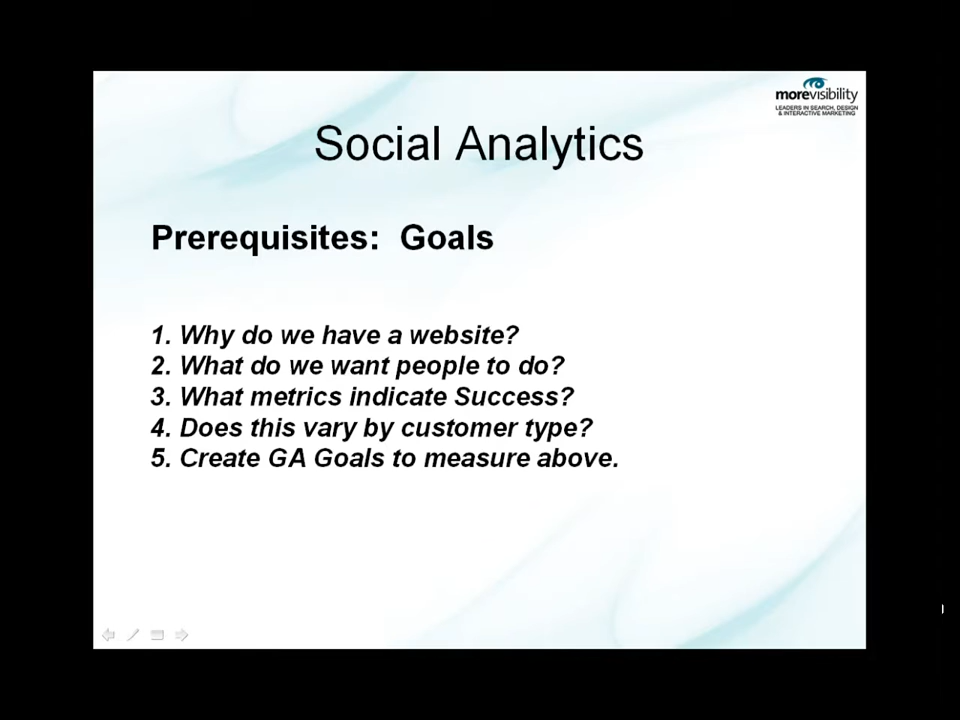 morevisibility
LEADERS IN SEARCH, DESIGN
& INTERACTIVE MARKETING
Social Analytics
Prerequisites: Goals
1. Why do we have a website?
2. What do we want people to do?
3. What metrics indicate Success?
4. Does this vary by customer type?
5. Create GA Goals to measure above.